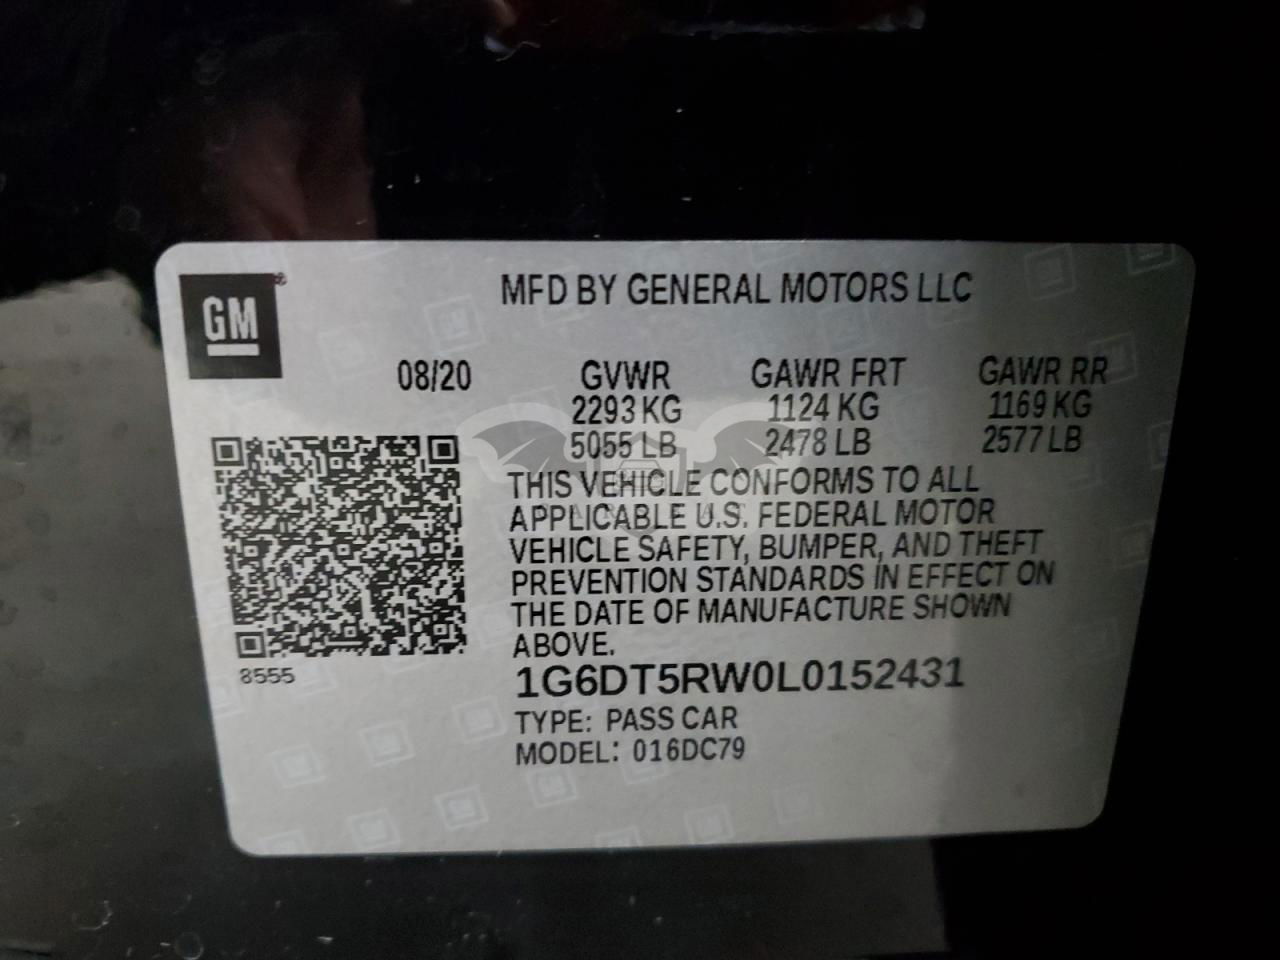 GM
MFD BY GENERAL MOTORS LLC
08/20 GVWR GAWR FRT GAWR RR
2293 KG 1124 KG 1169 KG
5055 LB 2478 LB 2577 LB
THIS VEHICLE CONFORMS TO ALL
APPLICABLE U.S. FEDERAL MOTOR
VEHICLE SAFETY, BUMPER, AND THEFT
PREVENTION STANDARDS IN EFFECT ON
THE DATE OF MANUFACTURE SHOWN
ABOVE.
8555
1G6DT5RW0L0152431
TYPE: PASS CAR
MODEL: 016DC79